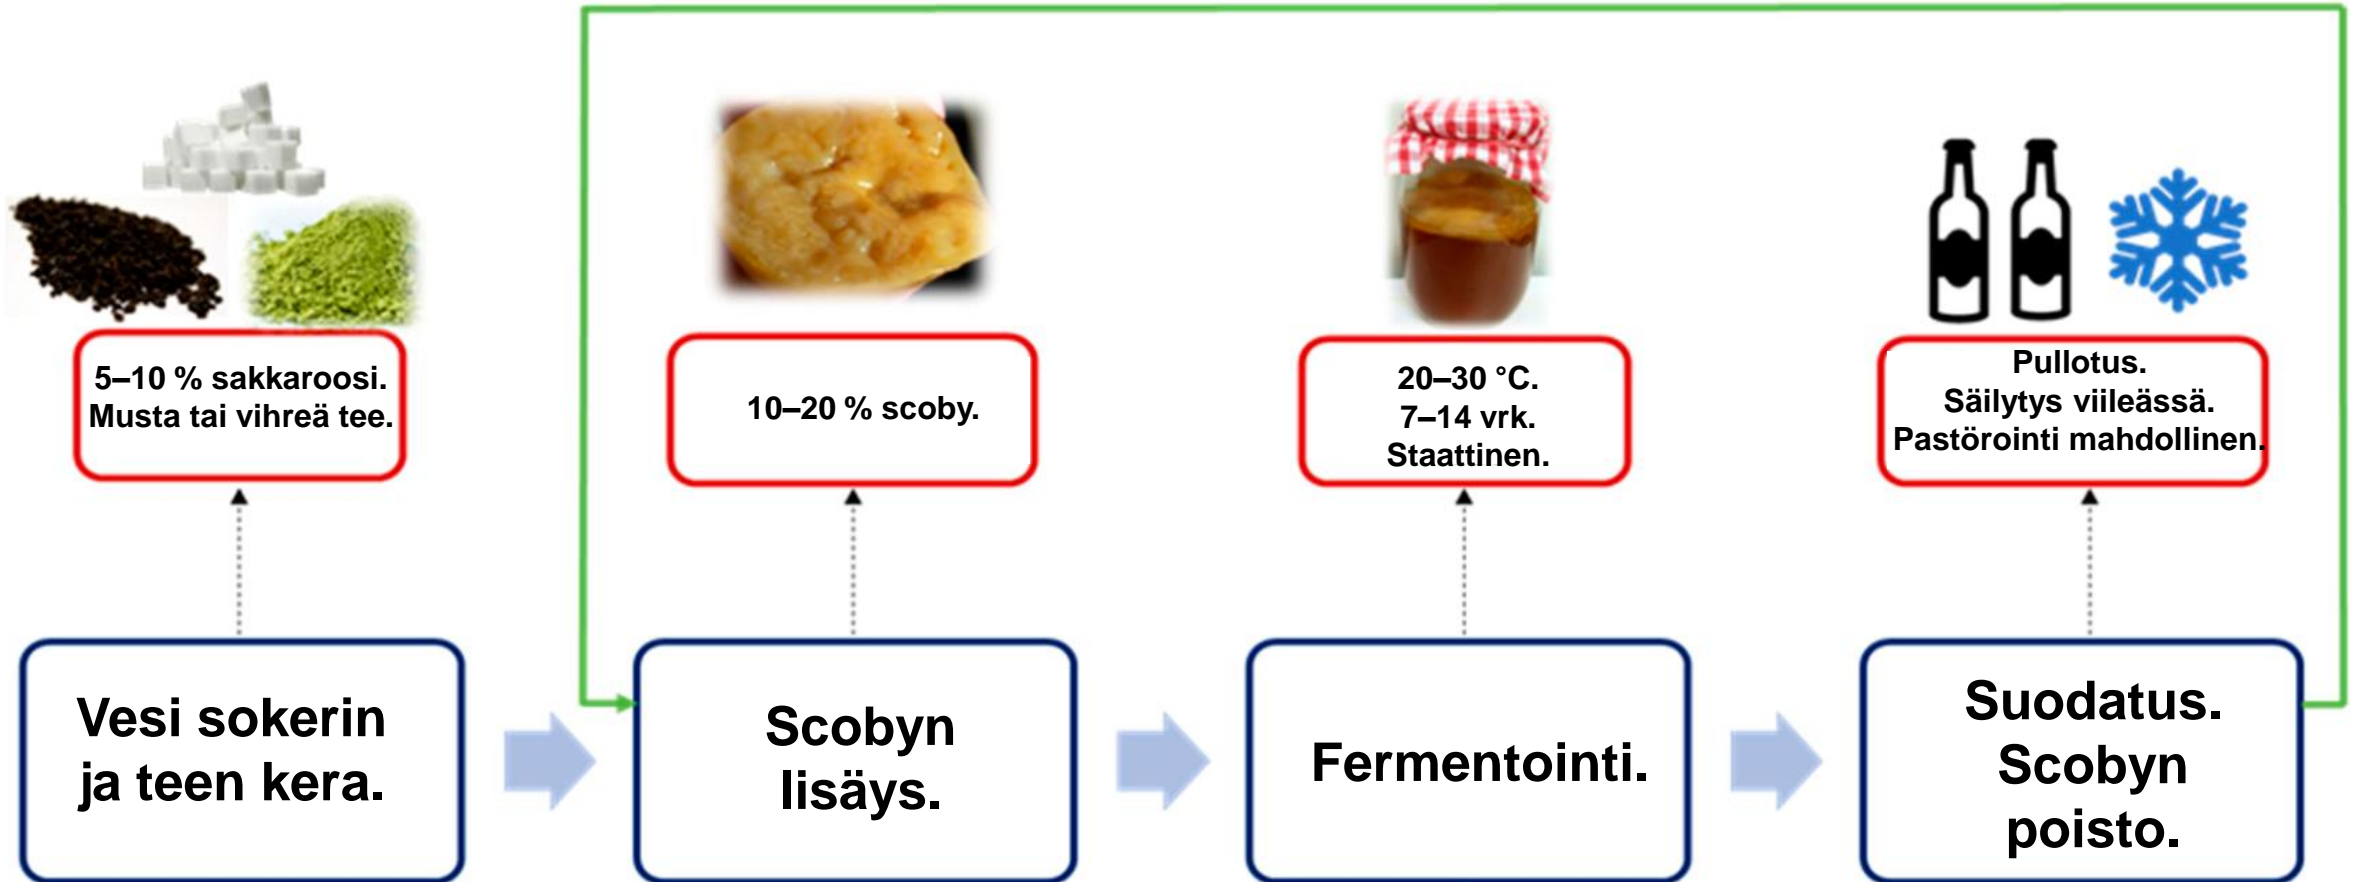 5–10 % sakkaroosi.
Musta tai vihreä tee.
10–20 % scoby.
20–30 °C.
7–14 vrk.
Staattinen.
Pullotus.
Säilytys viileässä.
Pastörointi mahdollinen.
Vesi sokerin
ja teen kera.
Scobyn
lisäys.
Fermentointi.
Suodatus.
Scobyn
poisto.